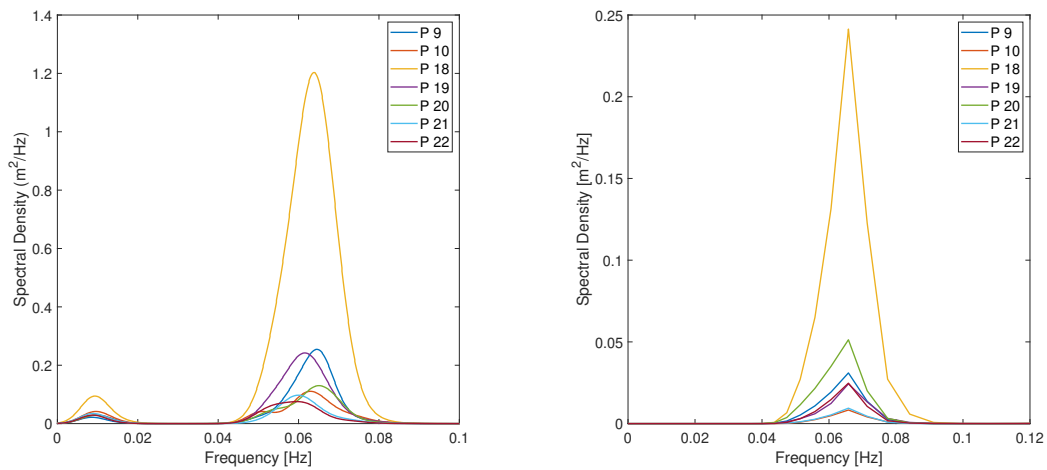 1.4
1.2
1
0.8
0.6
0.4
0.2
0
0 0.02 0.04 0.06 0.08 0.1
Frequency [Hz]
Spectral Density (m²/Hz)
P 9
P 10
P 18
P 19
P 20
P 21
P 22
0.25
0.2
0.15
0.1
0.05
0
0 0.02 0.04 0.06 0.08 0.1 0.12
Frequency [Hz]
Spectral Density [m²/Hz]
P 9
P 10
P 18
P 19
P 20
P 21
P 22